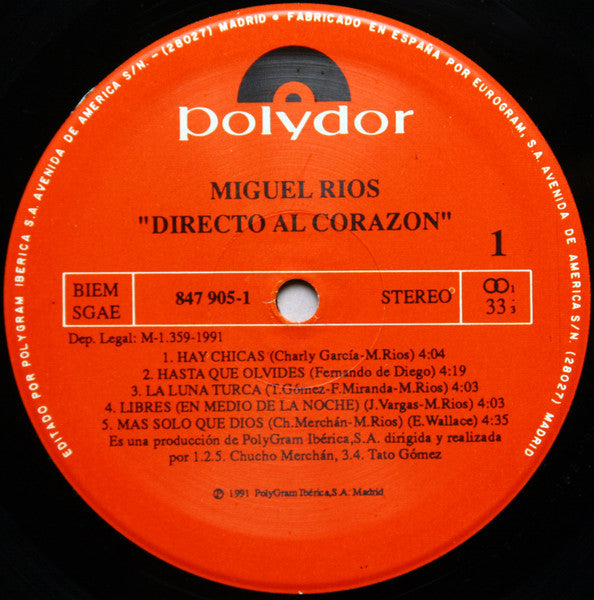 EDITADO POR POLYGRAM IBERICA S.A. AVENIDA DE AMERICA S/N. - (28027) MADRID • FABRICADO EN ESPAÑA POR EUROGRAM, S.A. AVENIDA DE AMERICA S/N. (28027) MADRID
polydor
MIGUEL RIOS
"DIRECTO AL CORAZON"
1
BIEM
SGAE
847 905-1
STEREO
33 1/3
Dep. Legal: M-1.359-1991
1. HAY CHICAS (Charly García-M.Rios) 4:04
2. HASTA QUE OLVIDES (Fernando de Diego) 4:19
3. LA LUNA TURCA (T.Gómez-F.Miranda-M.Rios) 4:03
4. LIBRES (EN MEDIO DE LA NOCHE) (J.Vargas-M.Rios) 4:03
5. MAS SOLO QUE DIOS (Ch.Merchán-M.Rios) (E.Wallace) 4:35
Es una producción de PolyGram Ibérica,S.A. dirigida y realizada
por 1.2.5. Chucho Merchán, 3.4. Tato Gómez
℗ 1991 PolyGram Ibérica,S.A. Madrid